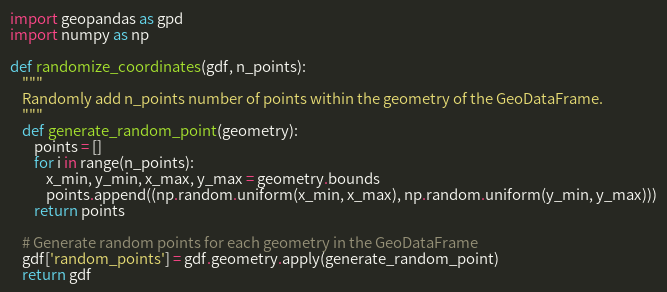 import geopandas as gpd
import numpy as np
def randomize_coordinates(gdf, n_points):
"""
Randomly add n_points number of points within the geometry of the GeoDataFrame.
"""
def generate_random_point(geometry):
points = []
for i in range(n_points):
x_min, y_min, x_max, y_max = geometry.bounds
points.append((np.random.uniform(x_min, x_max), np.random.uniform(y_min, y_max)))
return points
# Generate random points for each geometry in the GeoDataFrame
gdf['random_points'] = gdf.geometry.apply(generate_random_point)
return gdf